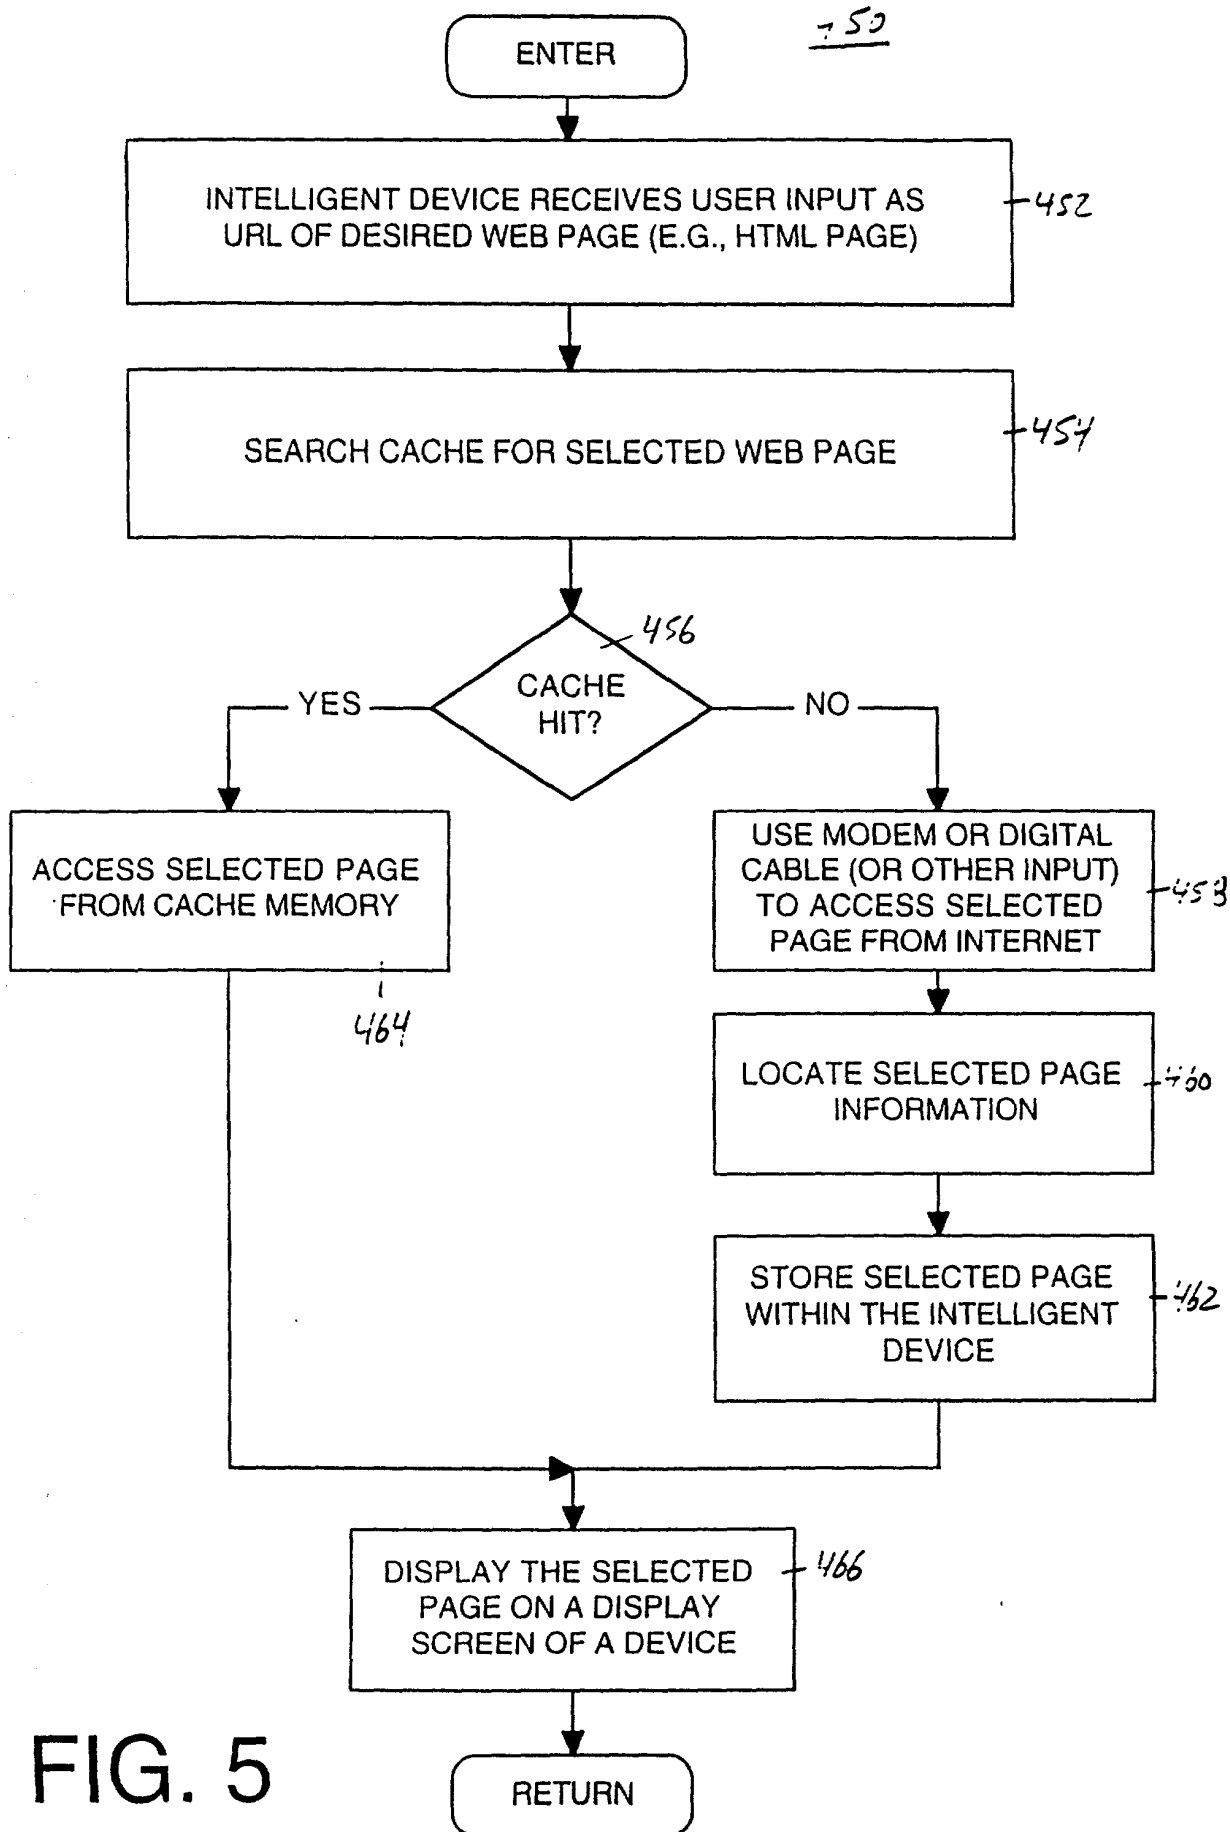 ENTER
450
INTELLIGENT DEVICE RECEIVES USER INPUT AS
URL OF DESIRED WEB PAGE (E.G., HTML PAGE)
452
SEARCH CACHE FOR SELECTED WEB PAGE
454
456
CACHE
HIT?
YES
NO
ACCESS SELECTED PAGE
FROM CACHE MEMORY
464
USE MODEM OR DIGITAL
CABLE (OR OTHER INPUT)
TO ACCESS SELECTED
PAGE FROM INTERNET
458
LOCATE SELECTED PAGE
INFORMATION
460
STORE SELECTED PAGE
WITHIN THE INTELLIGENT
DEVICE
462
DISPLAY THE SELECTED
PAGE ON A DISPLAY
SCREEN OF A DEVICE
466
RETURN
FIG. 5